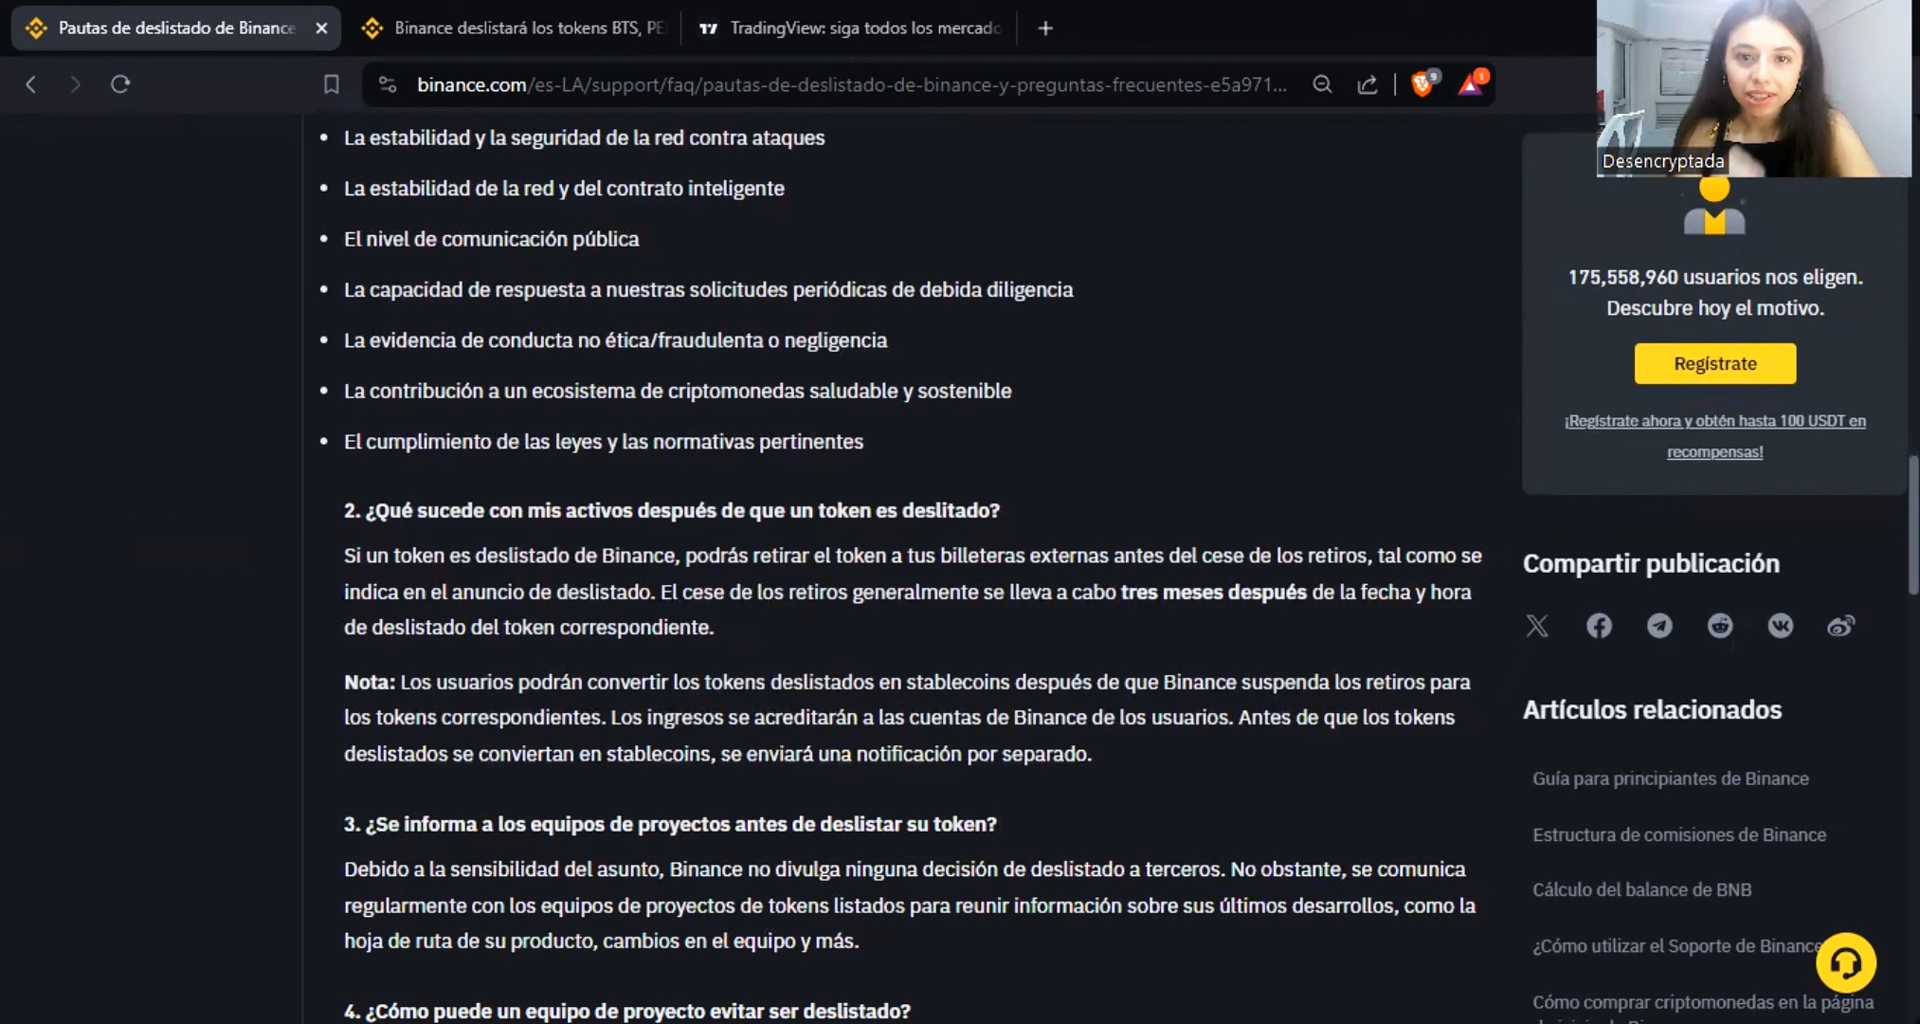 Pautas de deslistado de Binance
Binance deslistará los tokens BTS, PE
TradingView: siga todos los mercado
binance.com/es-LA/support/faq/pautas-de-deslistado-de-binance-y-preguntas-frecuentes-e5a971...
9
1
Desencryptada
• La estabilidad y la seguridad de la red contra ataques
• La estabilidad de la red y del contrato inteligente
• El nivel de comunicación pública
• La capacidad de respuesta a nuestras solicitudes periódicas de debida diligencia
• La evidencia de conducta no ética/fraudulenta o negligencia
• La contribución a un ecosistema de criptomonedas saludable y sostenible
• El cumplimiento de las leyes y las normativas pertinentes
2. ¿Qué sucede con mis activos después de que un token es deslitado?
Si un token es deslistado de Binance, podrás retirar el token a tus billeteras externas antes del cese de los retiros, tal como se
indica en el anuncio de deslistado. El cese de los retiros generalmente se lleva a cabo tres meses después de la fecha y hora
de deslistado del token correspondiente.
Nota: Los usuarios podrán convertir los tokens deslistados en stablecoins después de que Binance suspenda los retiros para
los tokens correspondientes. Los ingresos se acreditarán a las cuentas de Binance de los usuarios. Antes de que los tokens
deslistados se conviertan en stablecoins, se enviará una notificación por separado.
3. ¿Se informa a los equipos de proyectos antes de deslistar su token?
Debido a la sensibilidad del asunto, Binance no divulga ninguna decisión de deslistado a terceros. No obstante, se comunica
regularmente con los equipos de proyectos de tokens listados para reunir información sobre sus últimos desarrollos, como la
hoja de ruta de su producto, cambios en el equipo y más.
4. ¿Cómo puede un equipo de proyecto evitar ser deslistado?
175,558,960 usuarios nos eligen.
Descubre hoy el motivo.
Regístrate
¡Regístrate ahora y obtén hasta 100 USDT en
recompensas!
Compartir publicación
Artículos relacionados
Guía para principiantes de Binance
Estructura de comisiones de Binance
Cálculo del balance de BNB
¿Cómo utilizar el Soporte de Binance
Cómo comprar criptomonedas en la página